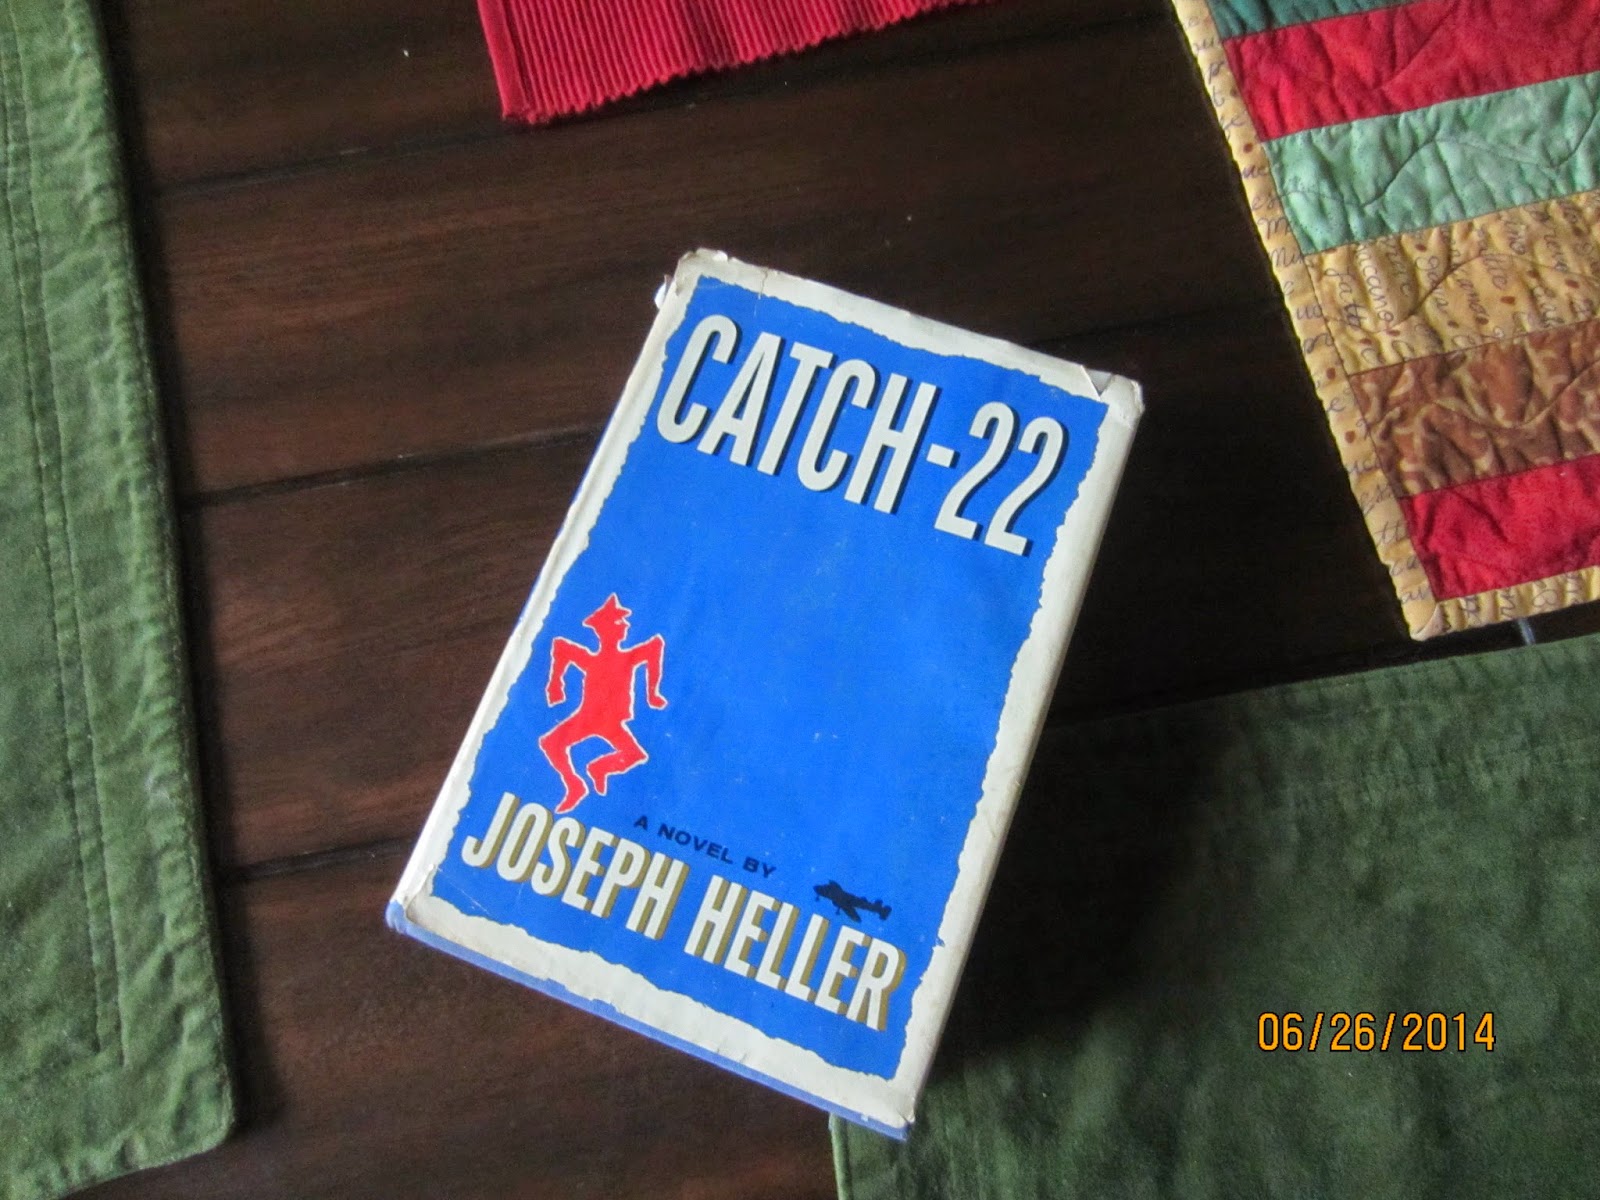 CATCH-22
A NOVEL BY
JOSEPH HELLER
06/26/2014